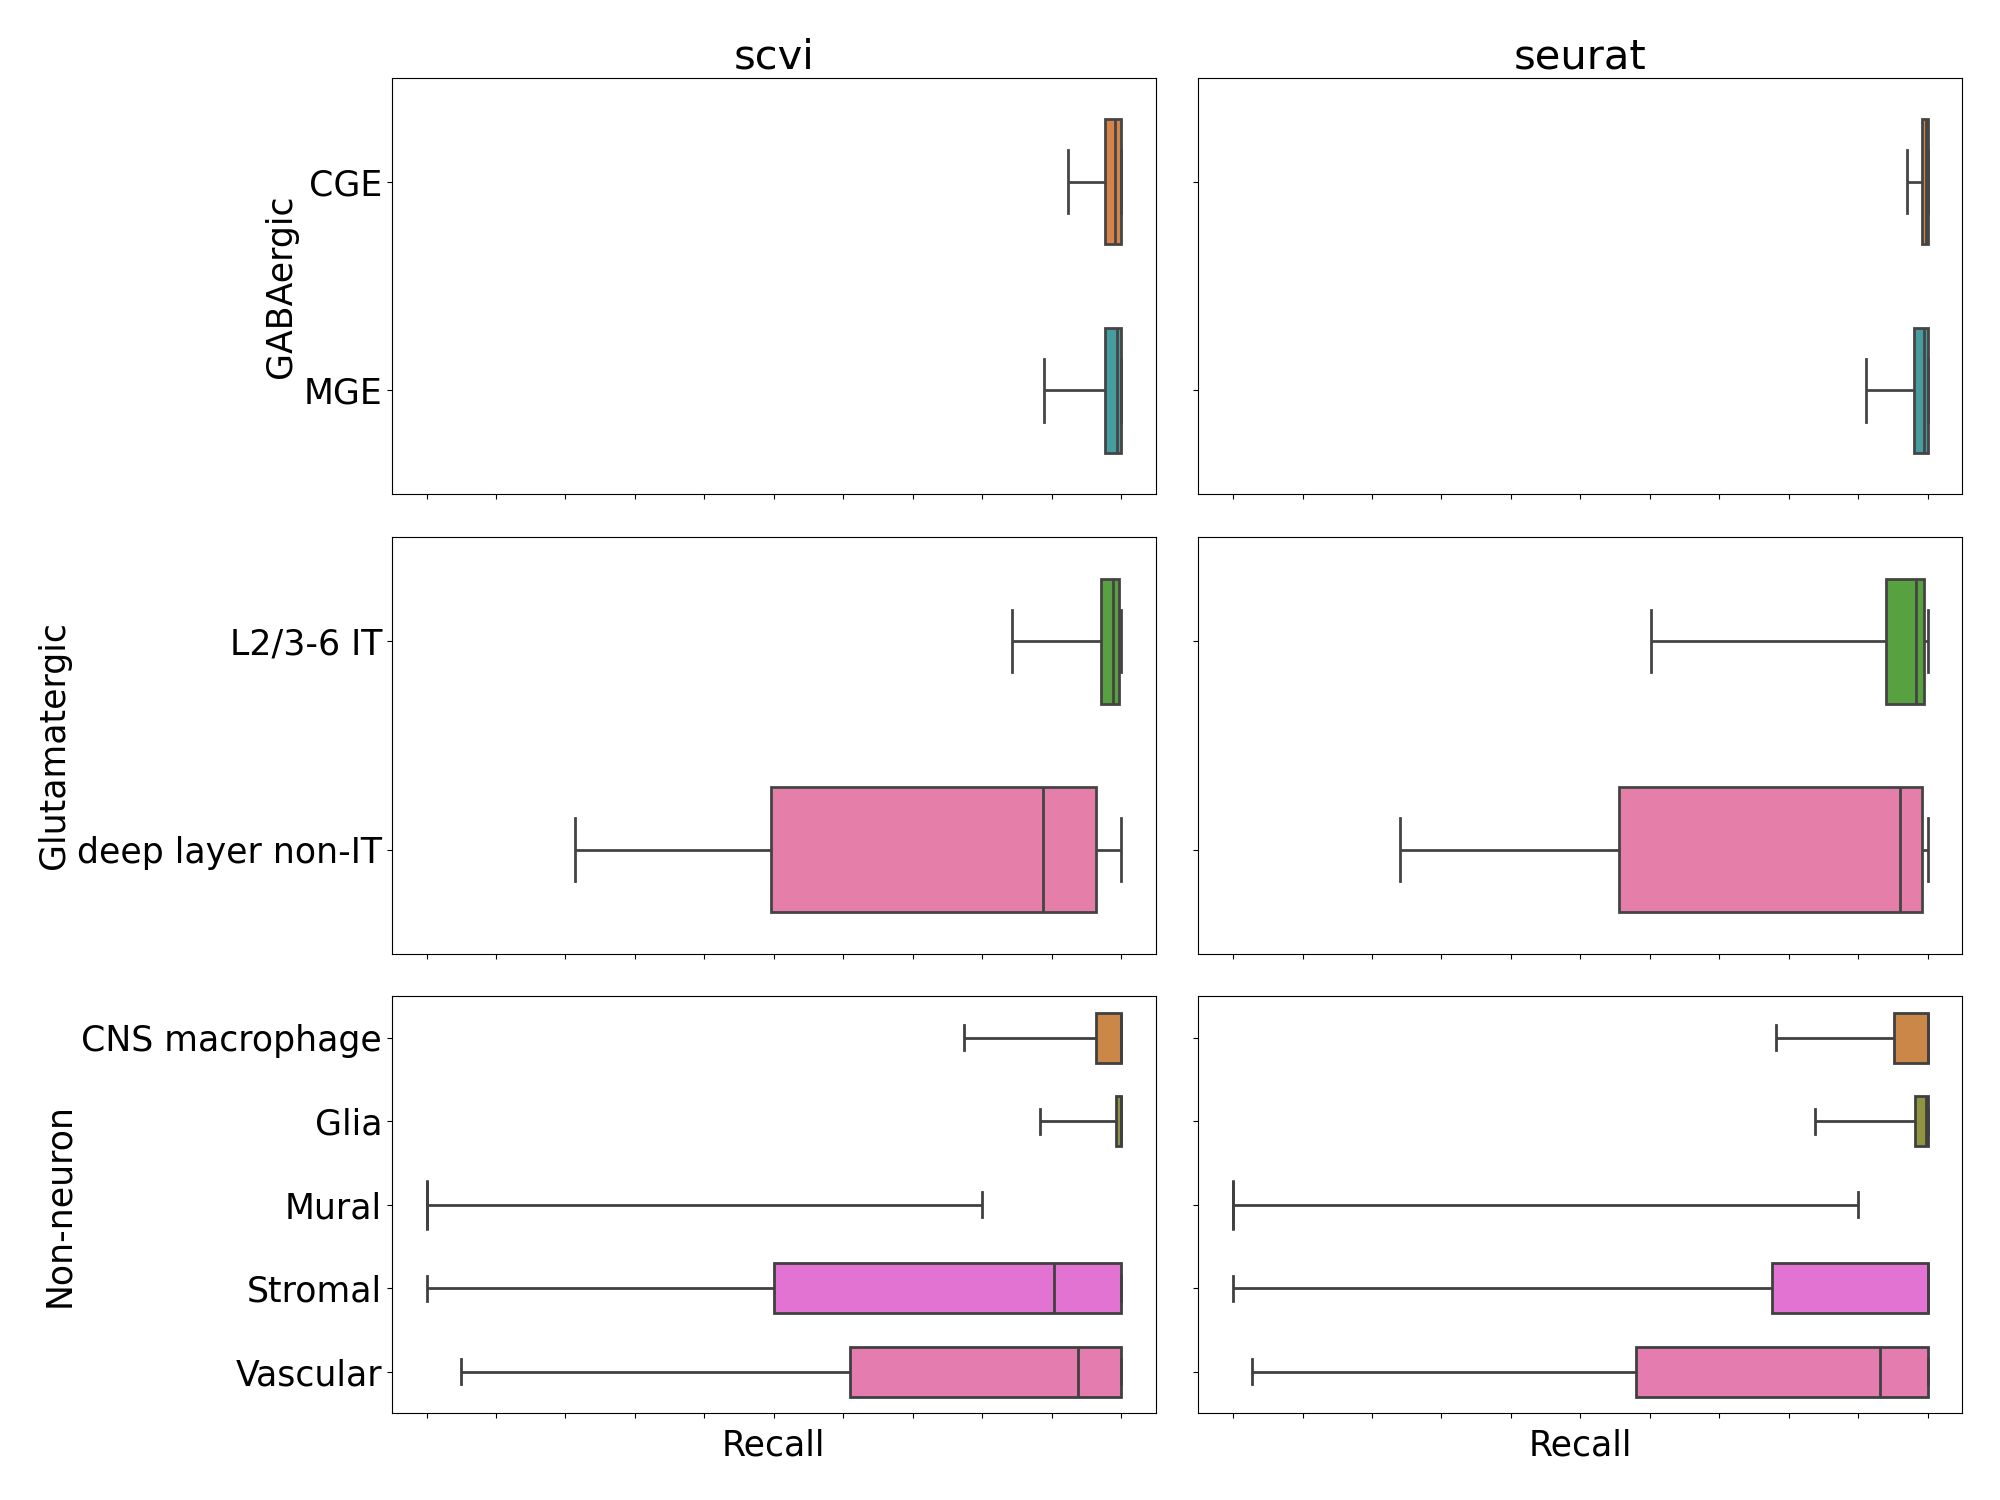 scvi
seurat
GABAergic
CGE
MGE
Glutamatergic
L2/3-6 IT
deep layer non-IT
Non-neuron
CNS macrophage
Glia
Mural
Stromal
Vascular
Recall
Recall